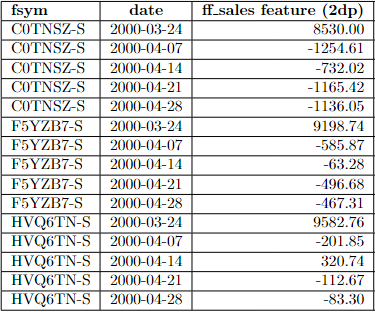 fsym date ff_sales feature (2dp)
C0TNSZ-S 2000-03-24 8530.00
C0TNSZ-S 2000-04-07 -1254.61
C0TNSZ-S 2000-04-14 -732.02
C0TNSZ-S 2000-04-21 -1165.42
C0TNSZ-S 2000-04-28 -1136.05
F5YZB7-S 2000-03-24 9198.74
F5YZB7-S 2000-04-07 -585.87
F5YZB7-S 2000-04-14 -63.28
F5YZB7-S 2000-04-21 -496.68
F5YZB7-S 2000-04-28 -467.31
HVQ6TN-S 2000-03-24 9582.76
HVQ6TN-S 2000-04-07 -201.85
HVQ6TN-S 2000-04-14 320.74
HVQ6TN-S 2000-04-21 -112.67
HVQ6TN-S 2000-04-28 -83.30